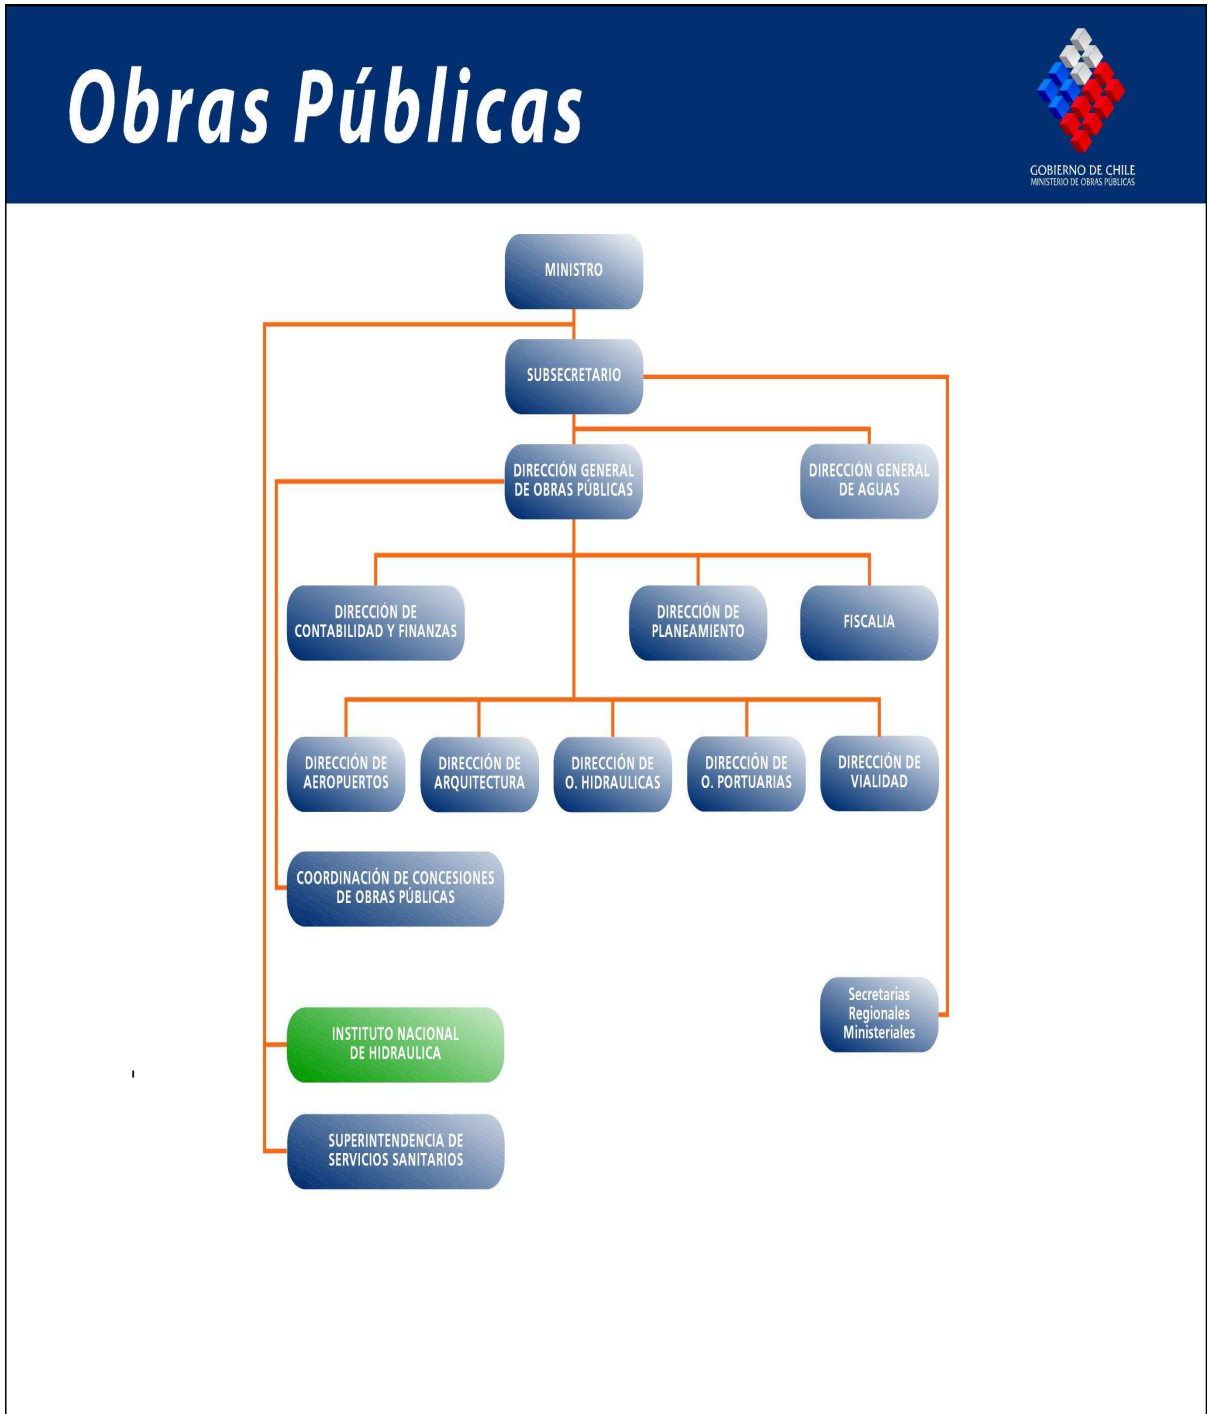 Obras Públicas
GOBIERNO DE CHILE
MINISTERIO DE OBRAS PÚBLICAS
MINISTRO
SUBSECRETARIO
DIRECCIÓN GENERAL
DE OBRAS PÚBLICAS
DIRECCIÓN GENERAL
DE AGUAS
DIRECCIÓN DE
CONTABILIDAD Y FINANZAS
DIRECCIÓN DE
PLANEAMIENTO
FISCALIA
DIRECCIÓN DE
AEROPUERTOS
DIRECCIÓN DE
ARQUITECTURA
DIRECCIÓN DE
O. HIDRAULICAS
DIRECCIÓN DE
O. PORTUARIAS
DIRECCIÓN DE
VIALIDAD
COORDINACIÓN DE CONCESIONES
DE OBRAS PÚBLICAS
Secretarias
Regionales
Ministeriales
INSTITUTO NACIONAL
DE HIDRAULICA
SUPERINTENDENCIA DE
SERVICIOS SANITARIOS